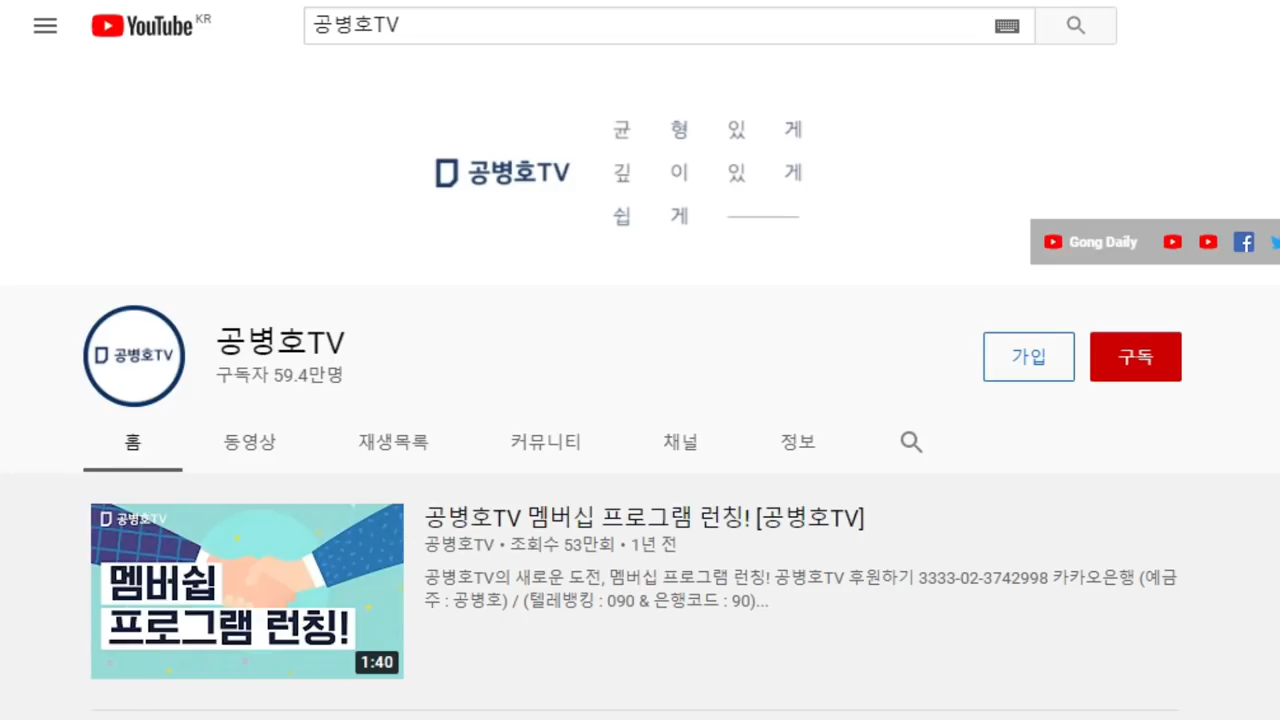 YouTube KR
공병호TV
균 형 있 게
공병호TV
깊 이 있 게
쉽 게
Gong Daily
공병호TV
공병호TV
구독자 59.4만명
가입
구독
홈 동영상 재생목록 커뮤니티 채널 정보
공병호TV
멤버쉽
프로그램 런칭!
1:40
공병호TV 멤버십 프로그램 런칭! [공병호TV]
공병호TV • 조회수 53만회 • 1년 전
공병호TV의 새로운 도전, 멤버십 프로그램 런칭! 공병호TV 후원하기 3333-02-3742998 카카오은행 (예금
주 : 공병호) / (텔레뱅킹 : 090 & 은행코드 : 90)...